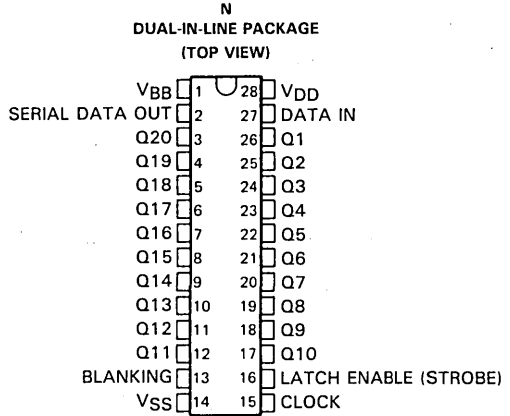 N
DUAL-IN-LINE PACKAGE
(TOP VIEW)
VBB 1 28 VDD
SERIAL DATA OUT 2 27 DATA IN
Q20 3 26 Q1
Q19 4 25 Q2
Q18 5 24 Q3
Q17 6 23 Q4
Q16 7 22 Q5
Q15 8 21 Q6
Q14 9 20 Q7
Q13 10 19 Q8
Q12 11 18 Q9
Q11 12 17 Q10
BLANKING 13 16 LATCH ENABLE (STROBE)
VSS 14 15 CLOCK